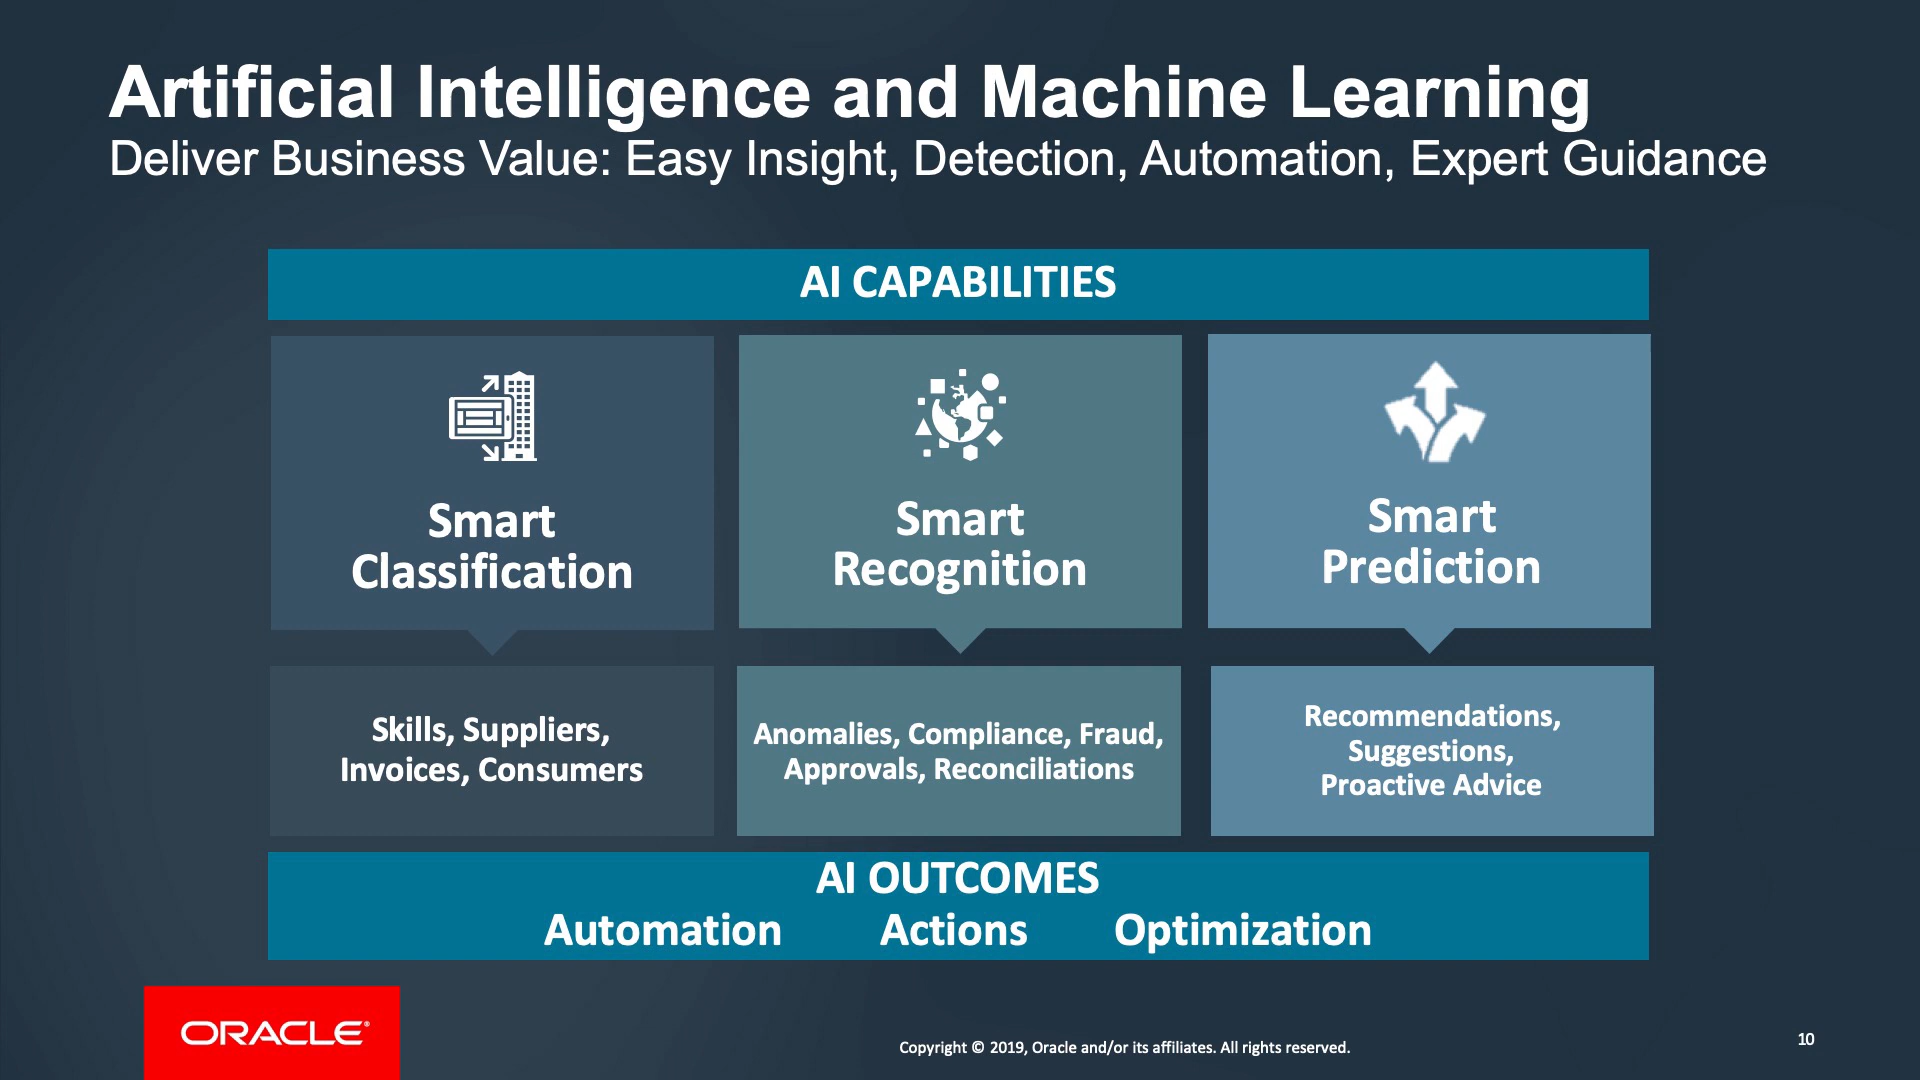 Artificial Intelligence and Machine Learning
Deliver Business Value: Easy Insight, Detection, Automation, Expert Guidance
AI CAPABILITIES
Smart
Classification
Smart
Recognition
Smart
Prediction
Skills, Suppliers,
Invoices, Consumers
Anomalies, Compliance, Fraud,
Approvals, Reconciliations
Recommendations,
Suggestions,
Proactive Advice
AI OUTCOMES
Automation Actions Optimization
ORACLE®
Copyright © 2019, Oracle and/or its affiliates. All rights reserved.
10